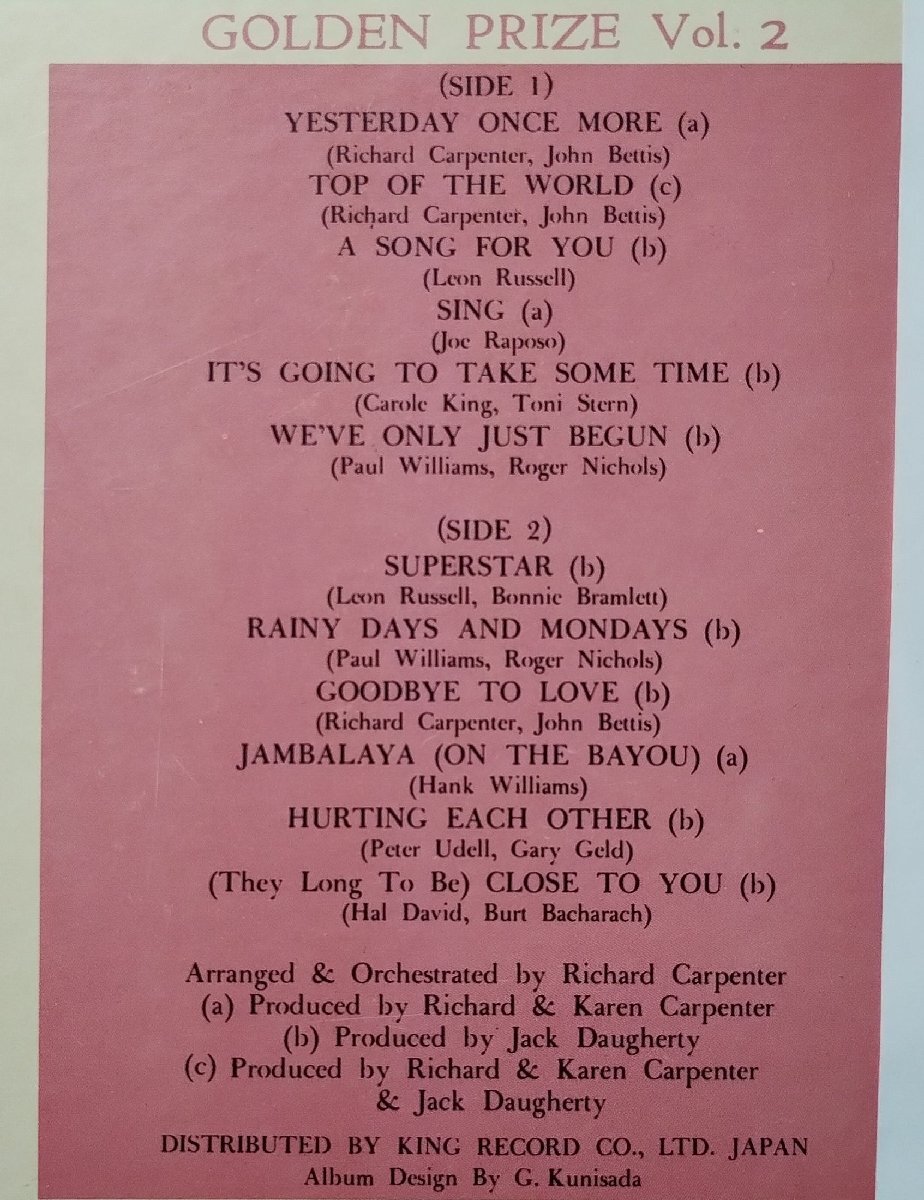 GOLDEN PRIZE Vol. 2
(SIDE 1)
YESTERDAY ONCE MORE (a)
(Richard Carpenter, John Bettis)
TOP OF THE WORLD (c)
(Richard Carpenter, John Bettis)
A SONG FOR YOU (b)
(Leon Russell)
SING (a)
(Joe Raposo)
IT'S GOING TO TAKE SOME TIME (b)
(Carole King, Toni Stern)
WE'VE ONLY JUST BEGUN (b)
(Paul Williams, Roger Nichols)
(SIDE 2)
SUPERSTAR (b)
(Leon Russell, Bonnie Bramlett)
RAINY DAYS AND MONDAYS (b)
(Paul Williams, Roger Nichols)
GOODBYE TO LOVE (b)
(Richard Carpenter, John Bettis)
JAMBALAYA (ON THE BAYOU) (a)
(Hank Williams)
HURTING EACH OTHER (b)
(Peter Udell, Gary Geld)
(They Long To Be) CLOSE TO YOU (b)
(Hal David, Burt Bacharach)
Arranged & Orchestrated by Richard Carpenter
(a) Produced by Richard & Karen Carpenter
(b) Produced by Jack Daugherty
(c) Produced by Richard & Karen Carpenter
& Jack Daugherty
DISTRIBUTED BY KING RECORD CO., LTD. JAPAN
Album Design By G. Kunisada